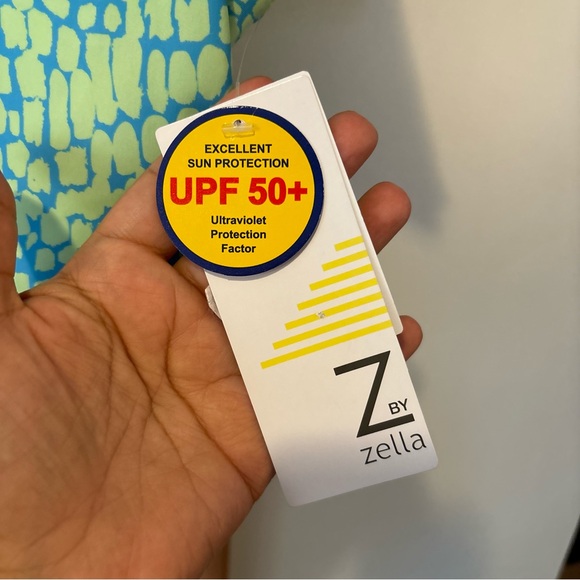 EXCELLENT
SUN PROTECTION
UPF 50+
Ultraviolet
Protection
Factor
Z BY
zella